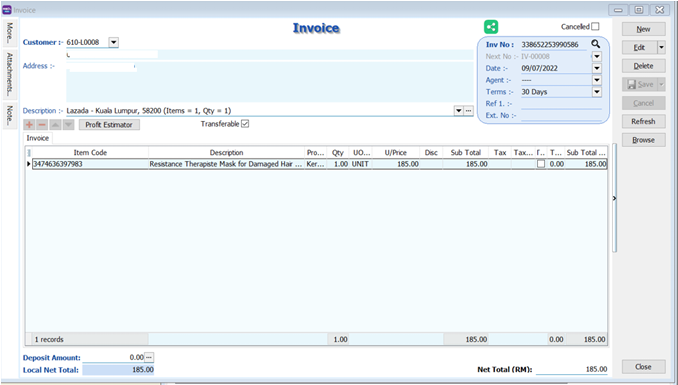 Invoice
More...
Attachments...
Note...
Invoice
Cancelled
Customer :- 610-L0008
Address :-
Inv No : 338652253990586
Next No :- IV-00008
Date :- 09/07/2022
Agent :- ----
Terms :- 30 Days
Ref 1. :-
Ext. No :-
Description :- Lazada - Kuala Lumpur, 58200 (Items = 1, Qty = 1)
Profit Estimator Transferable
Invoice
Item Code Description Pro... Qty UO... U/Price Disc Sub Total Tax Tax... T... Sub Total ...
3474636397983 Resistance Therapiste Mask for Damaged Hair ... Ker... 1.00 UNIT 185.00 185.00 0.00 185.00
1 records 1.00 185.00 0.00 185.00
Deposit Amount: 0.00
Local Net Total: 185.00
Net Total (RM): 185.00
New
Edit
Delete
Save
Cancel
Refresh
Browse
Close